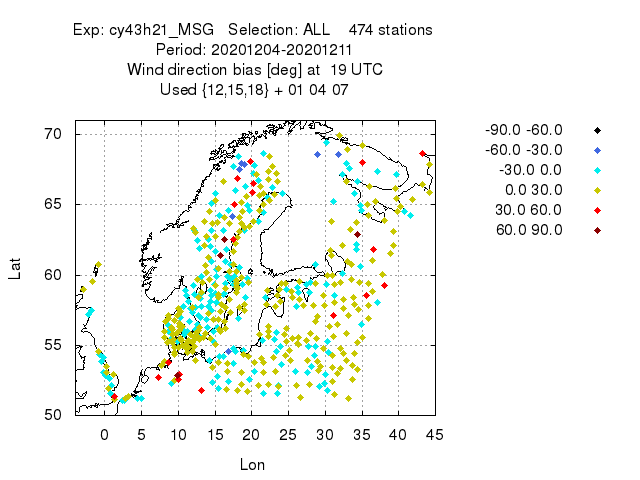 Exp: cy43h21_MSG   Selection: ALL    474 stations
Period: 20201204-20201211
Wind direction bias [deg] at  19 UTC
Used {12,15,18} + 01 04 07
-90.0 -60.0
-60.0 -30.0
-30.0 0.0
0.0 30.0
30.0 60.0
60.0 90.0
70
65
60
55
50
Lat
0 5 10 15 20 25 30 35 40 45
Lon